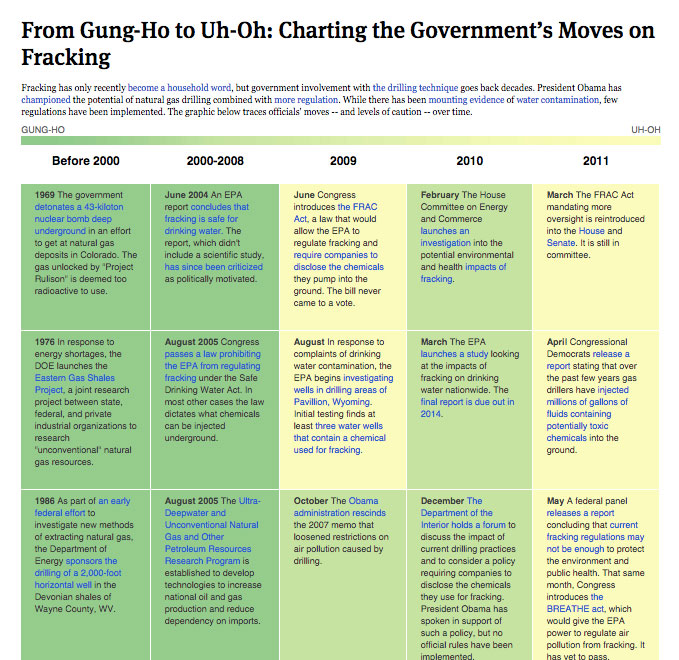 From Gung-Ho to Uh-Oh: Charting the Government's Moves on
Fracking
Fracking has only recently become a household word, but government involvement with the drilling technique goes back decades. President Obama has
championed the potential of natural gas drilling combined with more regulation. While there has been mounting evidence of water contamination, few
regulations have been implemented. The graphic below traces officials' moves -- and levels of caution -- over time.
GUNG-HO UH-OH
Before 2000 2000-2008 2009 2010 2011
1969 The government
detonates a 43-kiloton
nuclear bomb deep
underground in an effort
to get at natural gas
deposits in Colorado. The
gas unlocked by "Project
Rulison" is deemed too
radioactive to use.
June 2004 An EPA
report concludes that
fracking is safe for
drinking water. The
report, which didn't
include a scientific study,
has since been criticized
as politically motivated.
June Congress
introduces the FRAC
Act, a law that would
allow the EPA to
regulate fracking and
require companies to
disclose the chemicals
they pump into the
ground. The bill never
came to a vote.
February The House
Committee on Energy
and Commerce
launches an
investigation into the
potential environmental
and health impacts of
fracking.
March The FRAC Act
mandating more
oversight is reintroduced
into the House and
Senate. It is still in
committee.
1976 In response to
energy shortages, the
DOE launches the
Eastern Gas Shales
Project, a joint research
project between state,
federal, and private
industrial organizations to
research
"unconventional" natural
gas resources.
August 2005 Congress
passes a law prohibiting
the EPA from regulating
fracking under the Safe
Drinking Water Act. In
most other cases the law
dictates what chemicals
can be injected
underground.
August In response to
complaints of drinking
water contamination, the
EPA begins investigating
wells in drilling areas of
Pavillion, Wyoming.
Initial testing finds at
least three water wells
that contain a chemical
used for fracking.
March The EPA
launches a study looking
at the impacts of
fracking on drinking
water nationwide. The
final report is due out in
2014.
April Congressional
Democrats release a
report stating that over
the past few years gas
drillers have injected
millions of gallons of
fluids containing
potentially toxic
chemicals into the
ground.
1986 As part of an early
federal effort to
investigate new methods
of extracting natural gas,
the Department of
Energy sponsors the
drilling of a 2,000-foot
horizontal well in the
Devonian shales of
Wayne County, WV.
August 2005 The Ultra-
Deepwater and
Unconventional Natural
Gas and Other
Petroleum Resources
Research Program is
established to develop
technologies to increase
national oil and gas
production and reduce
dependency on imports.
October The Obama
administration rescinds
the 2007 memo that
loosened restrictions on
air pollution caused by
drilling.
December The
Department of the
Interior holds a forum to
discuss the impact of
current drilling practices
and to consider a policy
requiring companies to
disclose the chemicals
they use for fracking.
President Obama has
spoken in support of
such a policy, but no
official rules have been
implemented.
May A federal panel
releases a report
concluding that current
fracking regulations may
not be enough to protect
the environment and
public health. That same
month, Congress
introduces the
BREATHE act, which
would give the EPA
power to regulate air
pollution from fracking. It
has yet to pass.